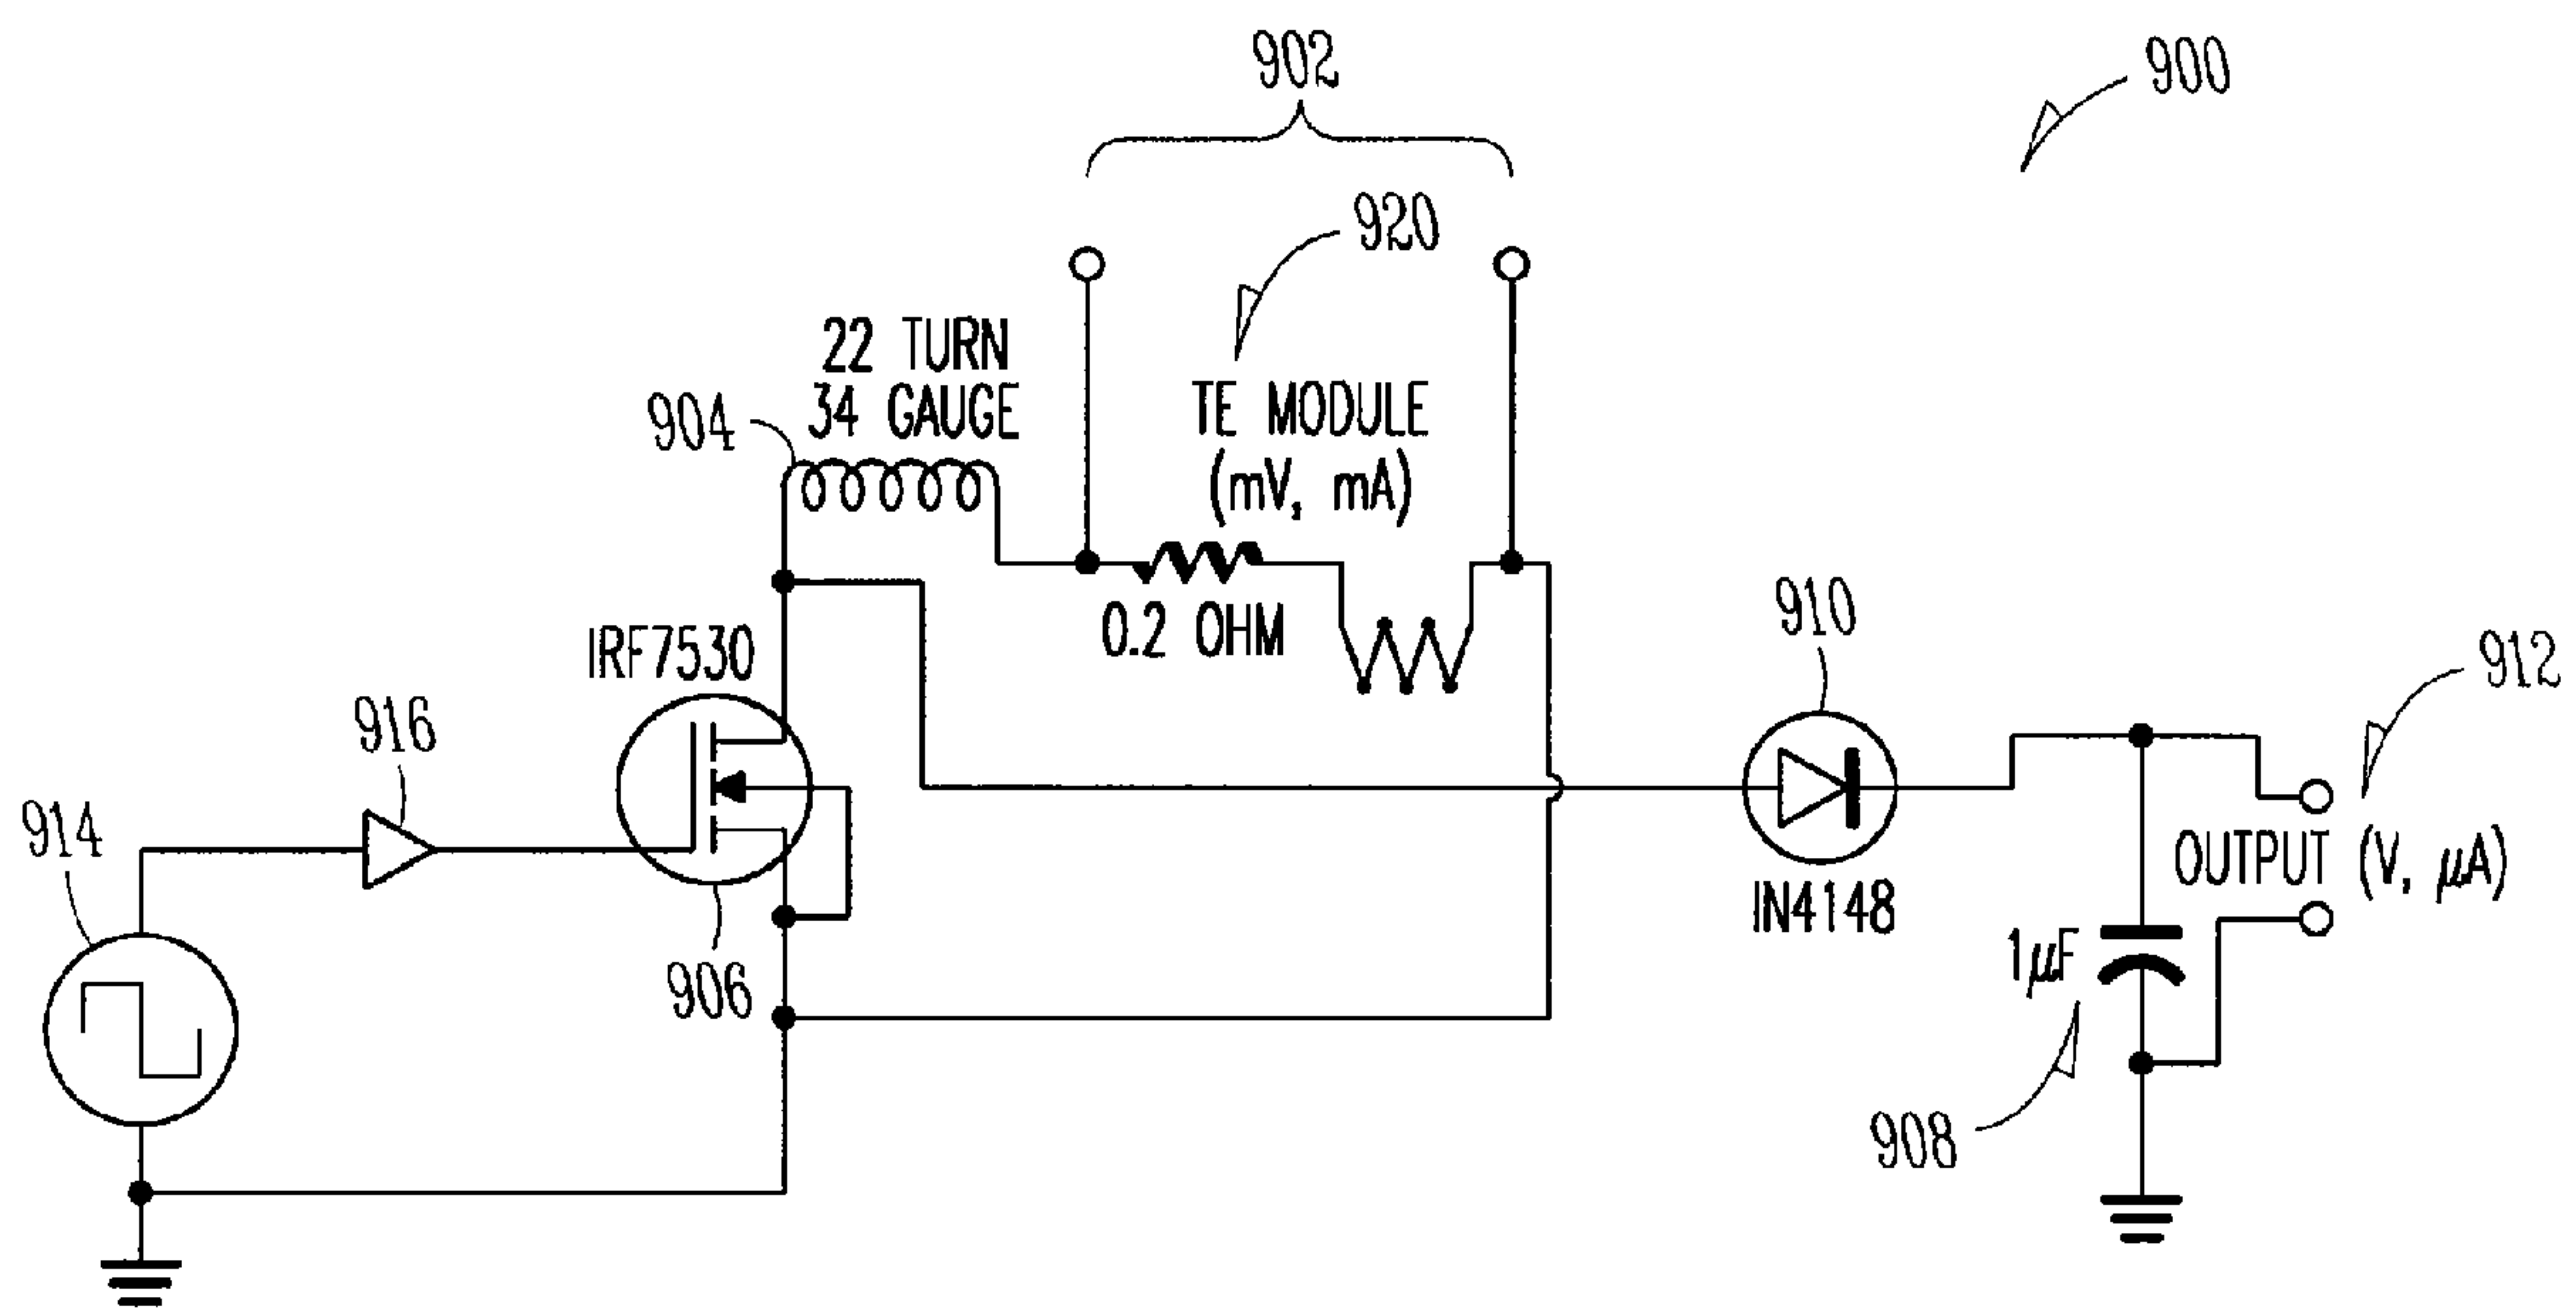 902
900
920
22 TURN
34 GAUGE
904
TE MODULE
(mV, mA)
0.2 OHM
IRF7530
910
912
916
914
OUTPUT (V, μA)
IN4148
1μF
906
908